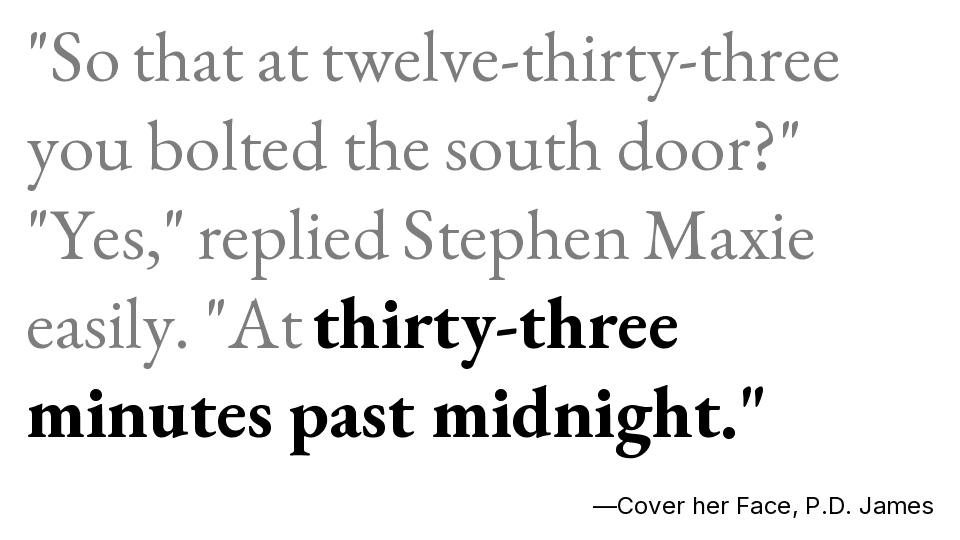 "So that at twelve-thirty-three
you bolted the south door?"
"Yes," replied Stephen Maxie
easily. "At thirty-three
minutes past midnight."
—Cover her Face, P.D. James